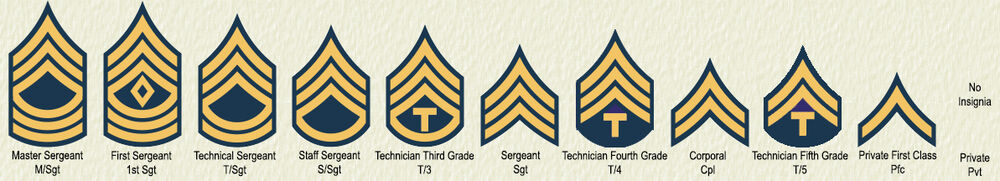 Master Sergeant
M/Sgt
First Sergeant
1st Sgt
Technical Sergeant
T/Sgt
Staff Sergeant
S/Sgt
T
Technician Third Grade
T/3
Sergeant
Sgt
T
Technician Fourth Grade
T/4
Corporal
Cpl
T
Technician Fifth Grade
T/5
Private First Class
Pfc
No
Insignia
Private
Pvt